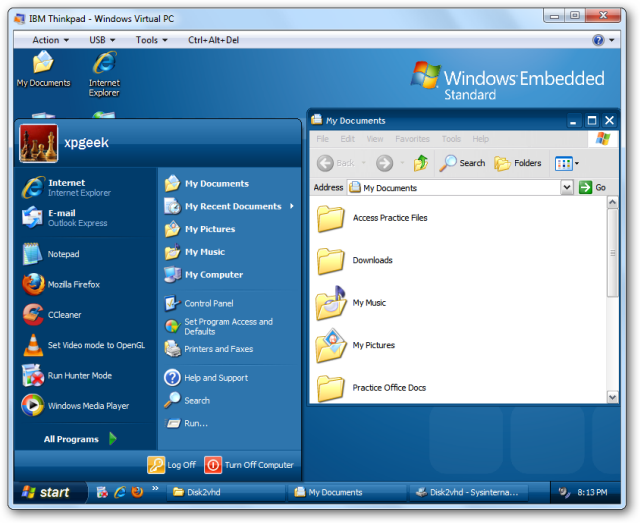 IBM Thinkpad - Windows Virtual PC
Action USB Tools Ctrl+Alt+Del
My Documents
Internet Explorer
Windows Embedded
Standard
xpgeek
Internet
Internet Explorer
E-mail
Outlook Express
Notepad
Mozilla Firefox
CCleaner
Set Video mode to OpenGL
Run Hunter Mode
Windows Media Player
All Programs
My Documents
My Recent Documents
My Pictures
My Music
My Computer
Control Panel
Set Program Access and
Defaults
Printers and Faxes
Help and Support
Search
Run...
Log Off Turn Off Computer
My Documents
File Edit View Favorites Tools Help
Back Search Folders
Address My Documents Go
Access Practice Files
Downloads
My Music
My Pictures
Practice Office Docs
start » Disk2vhd My Documents Disk2vhd - Sysinterna... 8:13 PM